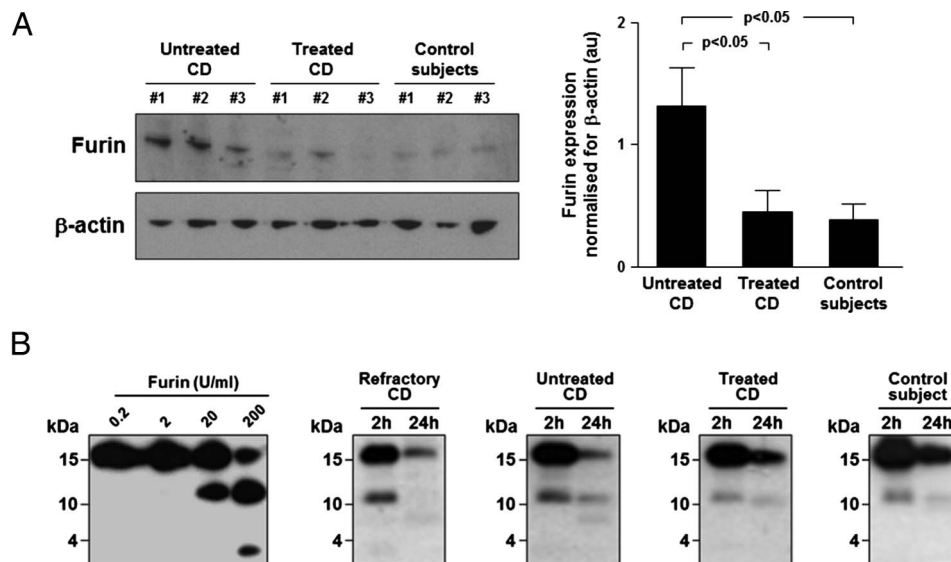 A
Untreated CD
Treated CD
Control subjects
#1 #2 #3 #1 #2 #3 #1 #2 #3
Furin
β-actin
Furin expression
normalised for β-actin (au)
2
1
0
p<0.05
p<0.05
Untreated CD
Treated CD
Control subjects
B
Furin (U/ml)
0.2 2 20 200
kDa
15
10
4
Refractory CD
2h 24h
kDa
15
10
4
Untreated CD
2h 24h
kDa
15
10
4
Treated CD
2h 24h
kDa
15
10
4
Control subject
2h 24h
kDa
15
10
4